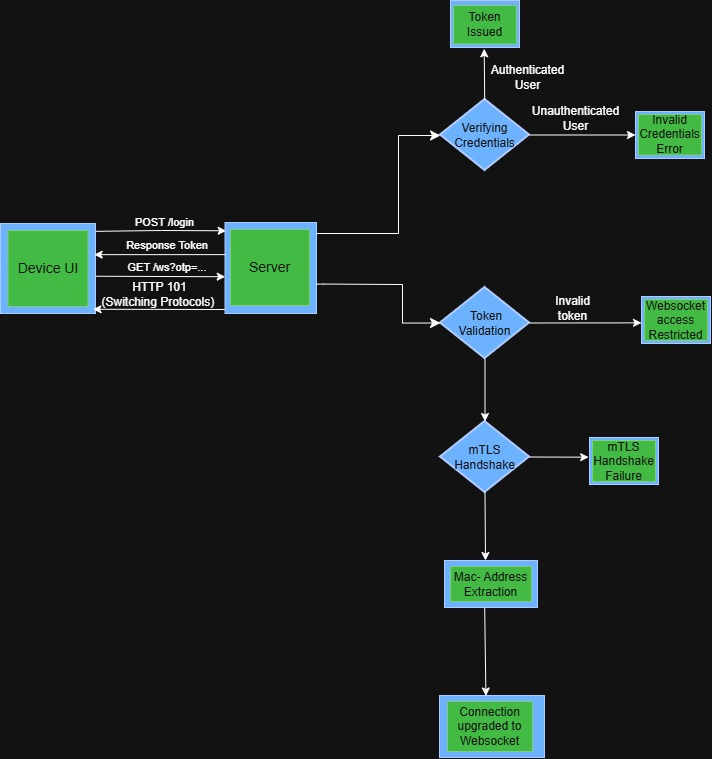 Token
Issued
Authenticated
User
Verifying
Credentials
Unauthenticated
User
Invalid
Credentials
Error
Device UI
POST /login
Response Token
GET /ws?otp=...
HTTP 101
(Switching Protocols)
Server
Token
Validation
Invalid
token
Websocket
access
Restricted
mTLS
Handshake
mTLS
Handshake
Failure
Mac- Address
Extraction
Connection
upgraded to
Websocket